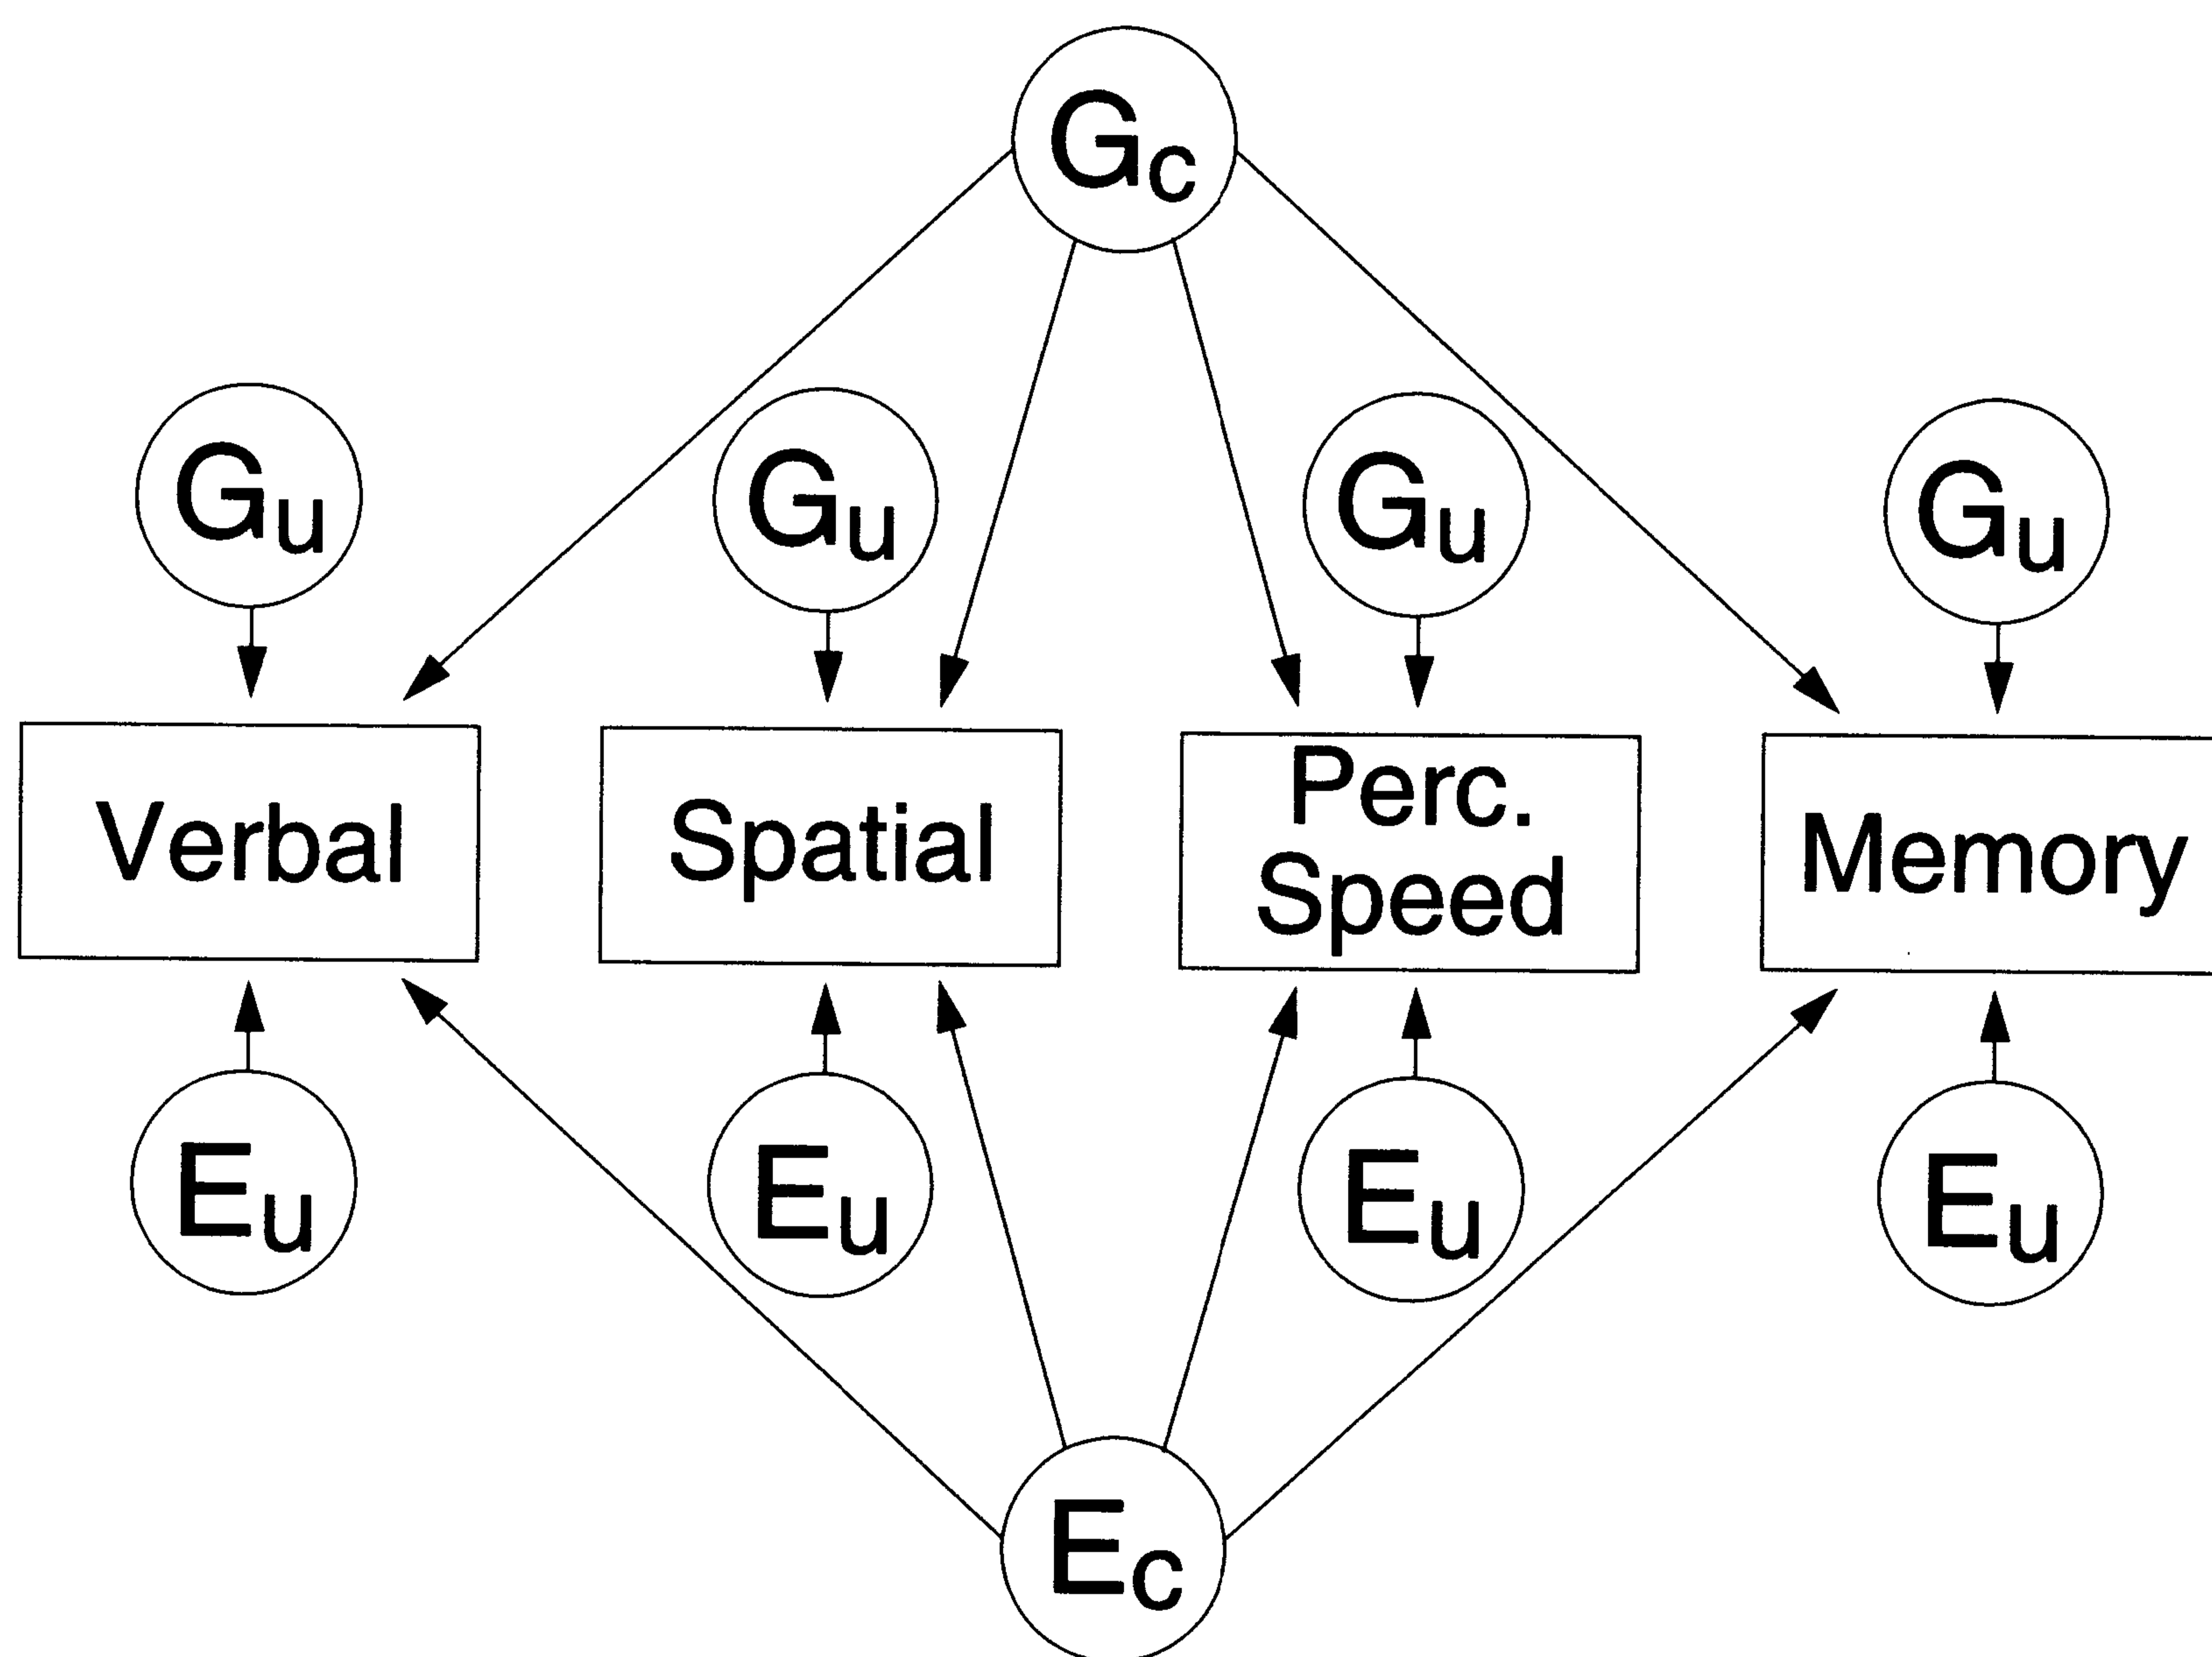 Gc
Gu Gu Gu Gu
Verbal Spatial Perc. Speed Memory
Eu Eu Eu Eu
Ec